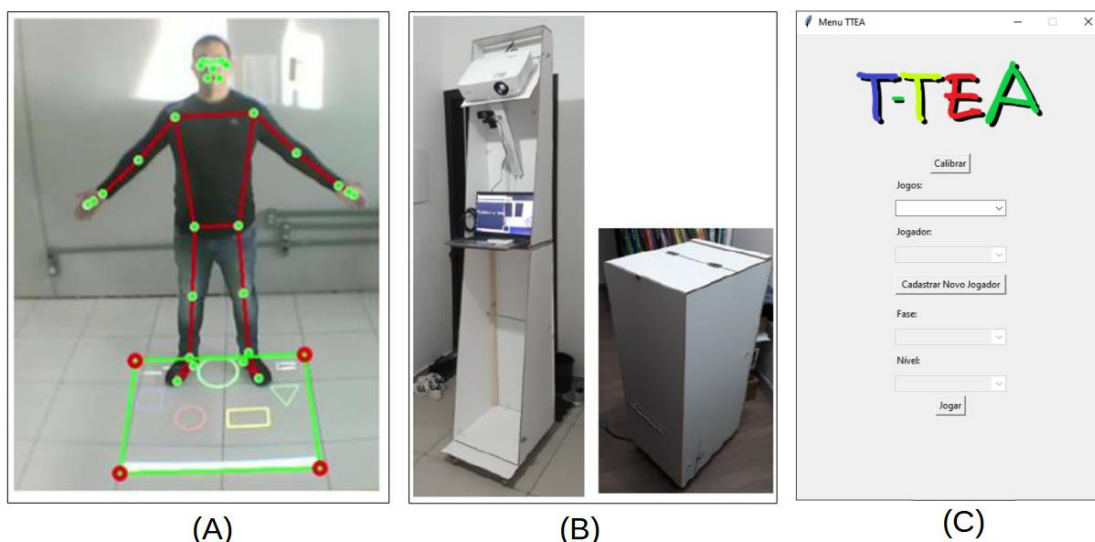 Menu TTEA
T-TEA
Calibrar
Jogos:
Jogador:
Cadastrar Novo Jogador
Fase:
Nível:
Jogar
(A)
(B)
(C)